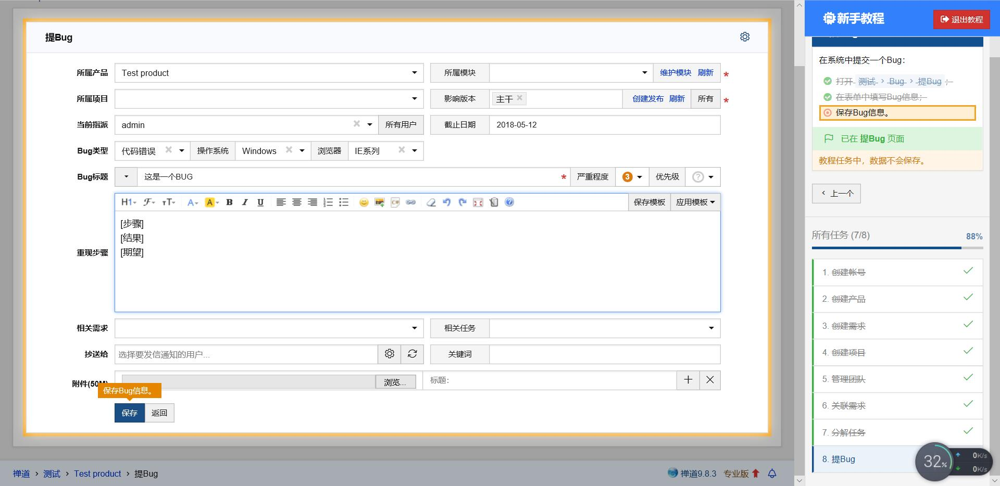 提Bug
所属产品 Test product 所属模块 维护模块 刷新 *
所属项目 影响版本 主干 × 创建发布 刷新 所有 *
当前指派 admin × 所有用户 截止日期 2018-05-12
Bug类型 代码错误 × 操作系统 Windows × 浏览器 IE系列 ×
Bug标题 这是一个BUG * 严重程度 3 优先级 ?
H1 F TT A A B I U 保存模板 应用模板
[步骤]
[结果]
[期望]
重现步骤
相关需求 相关任务
抄送给 选择要发信通知的用户... 关键词
附件(50M) 浏览... 标题:
保存Bug信息。
保存 返回
禅道 › 测试 › Test product › 提Bug
禅道9.8.3 专业版
新手教程 退出教程
在系统中提交一个Bug:
打开 测试 › Bug › 提Bug ;
在表单中填写Bug信息;
保存Bug信息。
已在 提Bug 页面
教程任务中，数据不会保存。
‹ 上一个
所有任务 (7/8) 88%
1. 创建帐号
2. 创建产品
3. 创建需求
4. 创建项目
5. 管理团队
6. 关联需求
7. 分解任务
8. 提Bug
32%
0K/s
0K/s